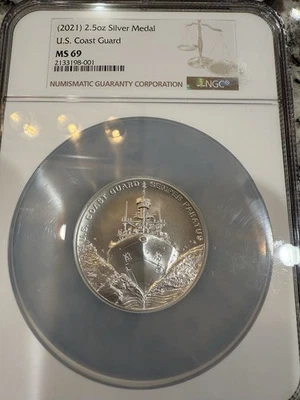 (2021) 2.5oz Silver Medal
U.S. Coast Guard
MS 69
2133198-001
NUMISMATIC GUARANTY CORPORATION
NGC
U.S. COAST GUARD SEMPER PARATUS